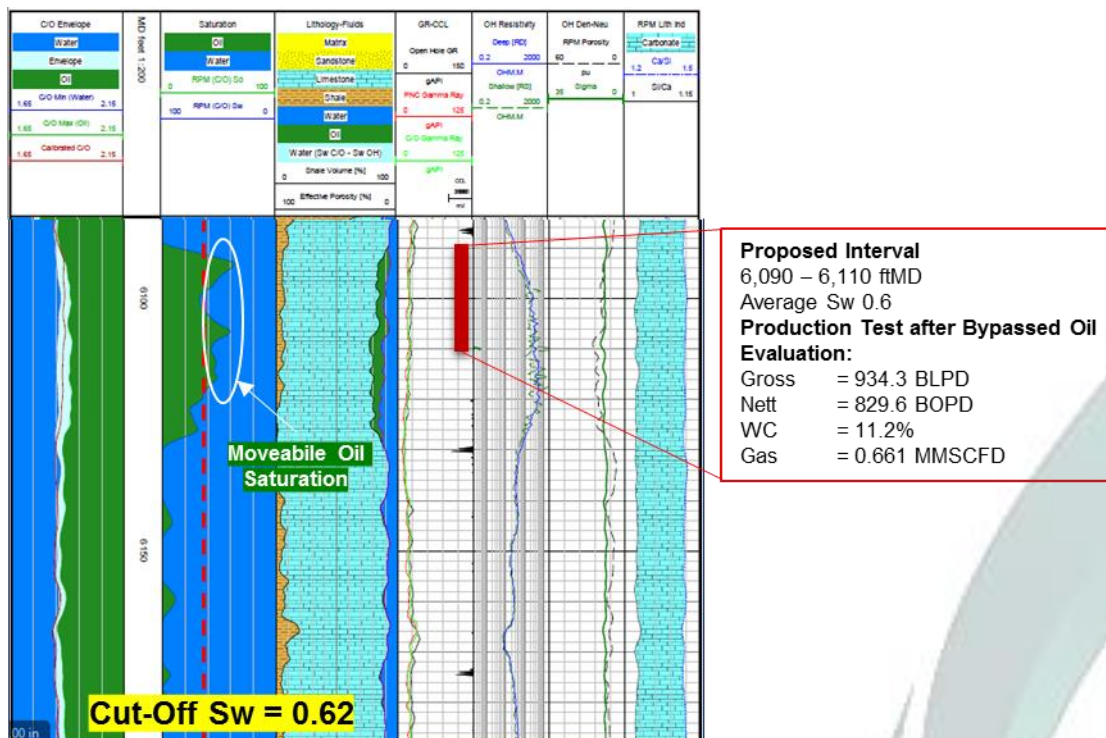 C/O Envelope
Water
Envelope
Oil
C/O Min (Water)
1.65 2.15
C/O Max (Oil)
1.65 2.15
Calibrated C/O
1.65 2.15
MD feet 1:200
Saturation
Oil
Water
RPM (C/O) So
0 100
RPM (C/O) Sw
100 0
Lithology-Fluids
Matrix
Sandstone
Limestone
Shale
Water
Oil
Water (Sw C/O - Sw OH)
Shale Volume [%]
0 100
Effective Porosity [%]
100 0
GR-CCL
Open Hole GR
0 150
gAPI
PNC Gamma Ray
0 125
gAPI
C/O Gamma Ray
0 125
gAPI
CCL
OH Resistivity
Deep [RD]
0.2 2000
OHM.M
Shallow [RS]
0.2 2000
OHM.M
OH Den-Neu
RPM Porosity
60 0
pu
Sigma
35 0
RPM Lith Ind
Carbonate
Ca/Si
1.2 1.5
Si/Ca
1 1.15
6100
6150
Moveabile Oil
Saturation
Cut-Off Sw = 0.62
00 in
Proposed Interval
6,090 – 6,110 ftMD
Average Sw 0.6
Production Test after Bypassed Oil
Evaluation:
Gross = 934.3 BLPD
Nett = 829.6 BOPD
WC = 11.2%
Gas = 0.661 MMSCFD